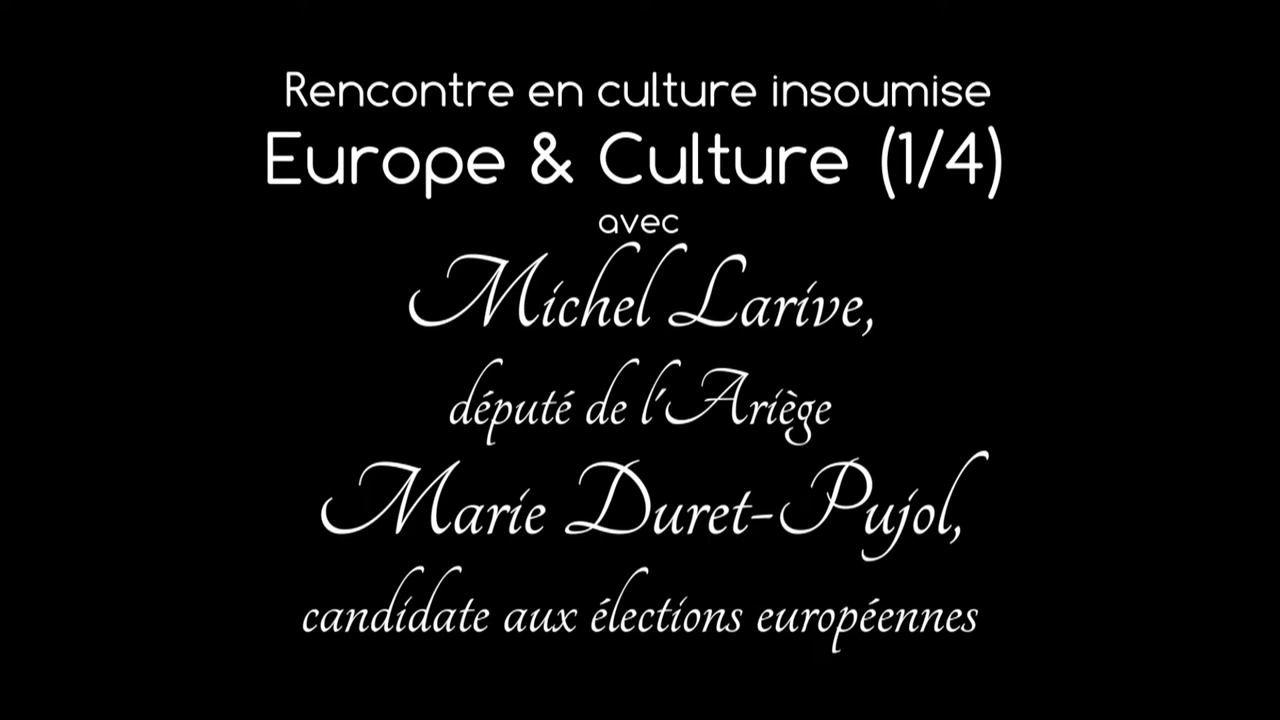 Rencontre en culture insoumise
Europe & Culture (1/4)
avec
Michel Larive,
député de l'Ariège
Marie Duret-Pujol,
candidate aux élections européennes